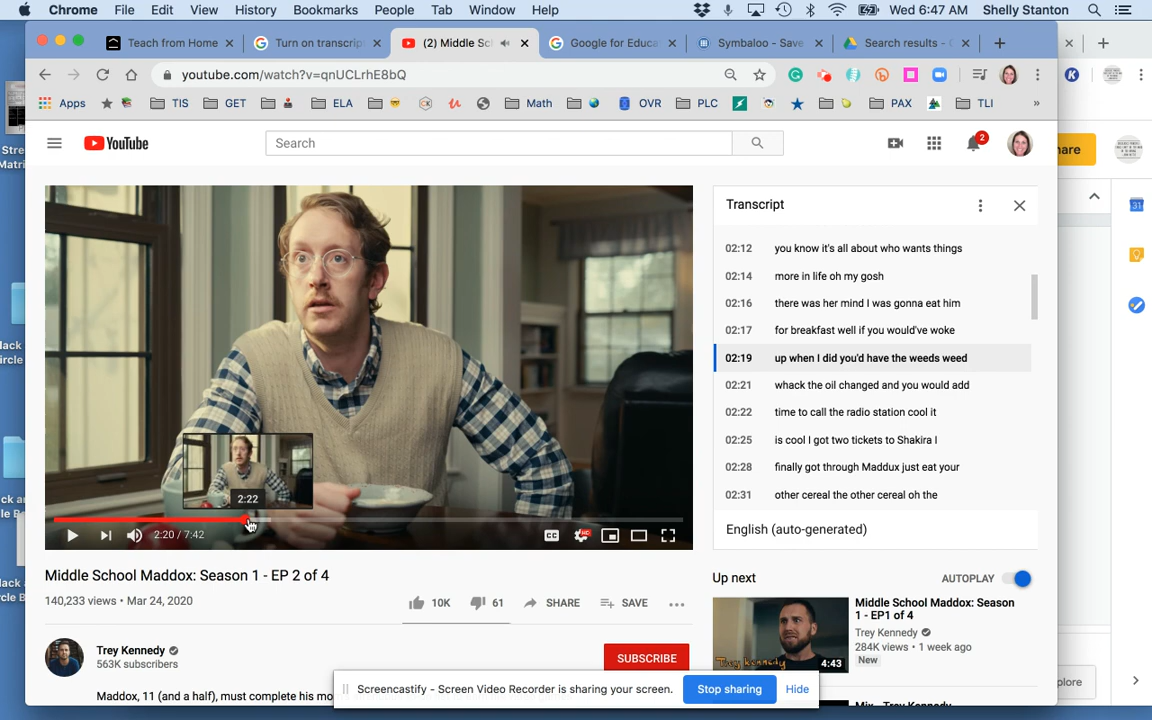 Chrome File Edit View History Bookmarks People Tab Window Help Wed 6:47 AM Shelly Stanton
Teach from Home Turn on transcrip (2) Middle Sc Google for Educa Symbaloo - Save Search results -
youtube.com/watch?v=qnUCLrhE8bQ
Apps TIS GET ELA Math OVR PLC PAX TLI »
YouTube Search 2
Transcript
02:12 you know it's all about who wants things
02:14 more in life oh my gosh
02:16 there was her mind I was gonna eat him
02:17 for breakfast well if you would've woke
02:19 up when I did you'd have the weeds weed
02:21 whack the oil changed and you would add
02:22 time to call the radio station cool it
02:25 is cool I got two tickets to Shakira I
02:28 finally got through Maddux just eat your
02:31 other cereal the other cereal oh the
English (auto-generated)
2:22
2:20 / 7:42 CC HD
Middle School Maddox: Season 1 - EP 2 of 4
140,233 views • Mar 24, 2020
10K 61 SHARE SAVE
Trey Kennedy
563K subscribers
SUBSCRIBE
Maddox, 11 (and a half), must complete his mo
Up next AUTOPLAY
Middle School Maddox: Season
1 - EP1 of 4
Trey Kennedy
284K views • 1 week ago
New
Trey Kennedy
4:43
Screencastify - Screen Video Recorder is sharing your screen. Stop sharing Hide
hare
31
plore